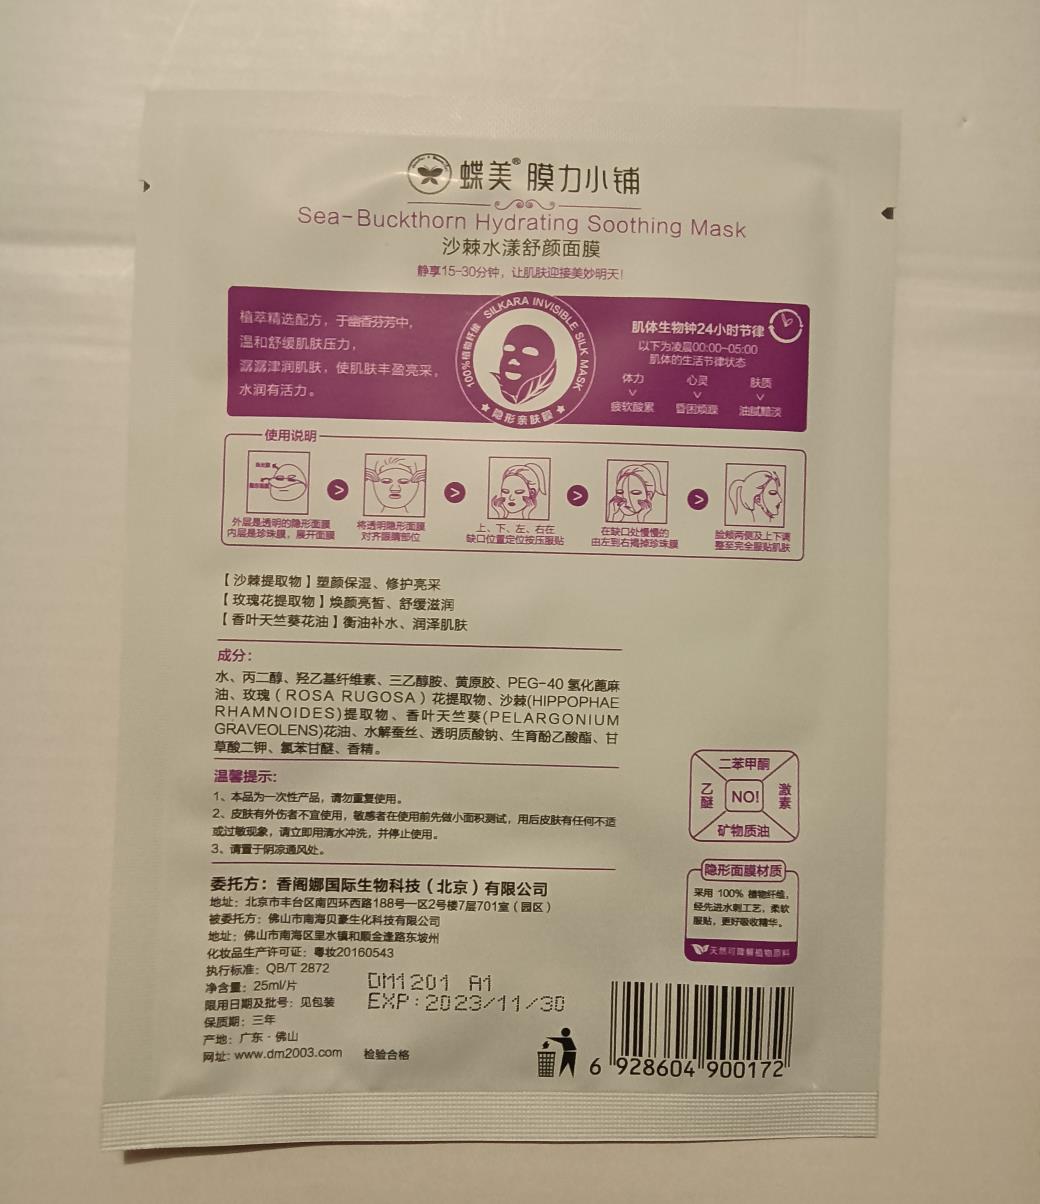 蝶美® 膜力小铺
Sea-Buckthorn Hydrating Soothing Mask
沙棘水漾舒颜面膜
静享15-30分钟，让肌肤迎接美妙明天！
植萃精选配方，于幽香芬芳中，
温和舒缓肌肤压力，
潺潺津润肌肤，使肌肤丰盈亮采，
水润有活力。
SILKARA INVISIBLE SILK MASK
100%植物纤维
★ 隐形亲肤膜 ★
肌体生物钟24小时节律
以下为凌晨00:00-05:00
肌体的生活节律状态
体力 心灵 肤质
疲软酸累 昏困烦躁 油腻黯淡
使用说明
外层是透明的隐形面膜
内层是珍珠膜，展开面膜
将透明隐形面膜
对齐眼睛部位
上、下、左、右在
缺口位置定位按压服贴
在缺口处慢慢的
由左到右揭掉珍珠膜
脸颊两侧及上下调
整至完全服贴肌肤
【沙棘提取物】塑颜保湿、修护亮采
【玫瑰花提取物】焕颜亮皙、舒缓滋润
【香叶天竺葵花油】衡油补水、润泽肌肤
成分：
水、丙二醇、羟乙基纤维素、三乙醇胺、黄原胶、PEG-40 氢化蓖麻
油、玫瑰（ROSA RUGOSA）花提取物、沙棘(HIPPOPHAE
RHAMNOIDES)提取物、香叶天竺葵(PELARGONIUM
GRAVEOLENS)花油、水解蚕丝、透明质酸钠、生育酚乙酸酯、甘
草酸二钾、氯苯甘醚、香精。
温馨提示：
1、本品为一次性产品，请勿重复使用。
2、皮肤有外伤者不宜使用，敏感者在使用前先做小面积测试，用后皮肤有任何不适
或过敏现象，请立即用清水冲洗，并停止使用。
3、请置于阴凉通风处。
二苯甲酮
乙醚 NO! 激素
矿物质油
隐形面膜材质
采用 100% 植物纤维，
经先进水刺工艺，柔软
服贴，更好吸收精华。
天然可降解植物原料
委托方：香阁娜国际生物科技（北京）有限公司
地址：北京市丰台区南四环西路188号一区2号楼7层701室（园区）
被委托方：佛山市南海贝豪生化科技有限公司
地址：佛山市南海区里水镇和顺金逢路东坡州
化妆品生产许可证：粤妆20160543
执行标准：QB/T 2872
净含量：25ml/片
限用日期及批号：见包装
保质期：三年
产地：广东·佛山
网址：www.dm2003.com 检验合格
DM1201 A1
EXP:2023/11/30
6 928604 900172